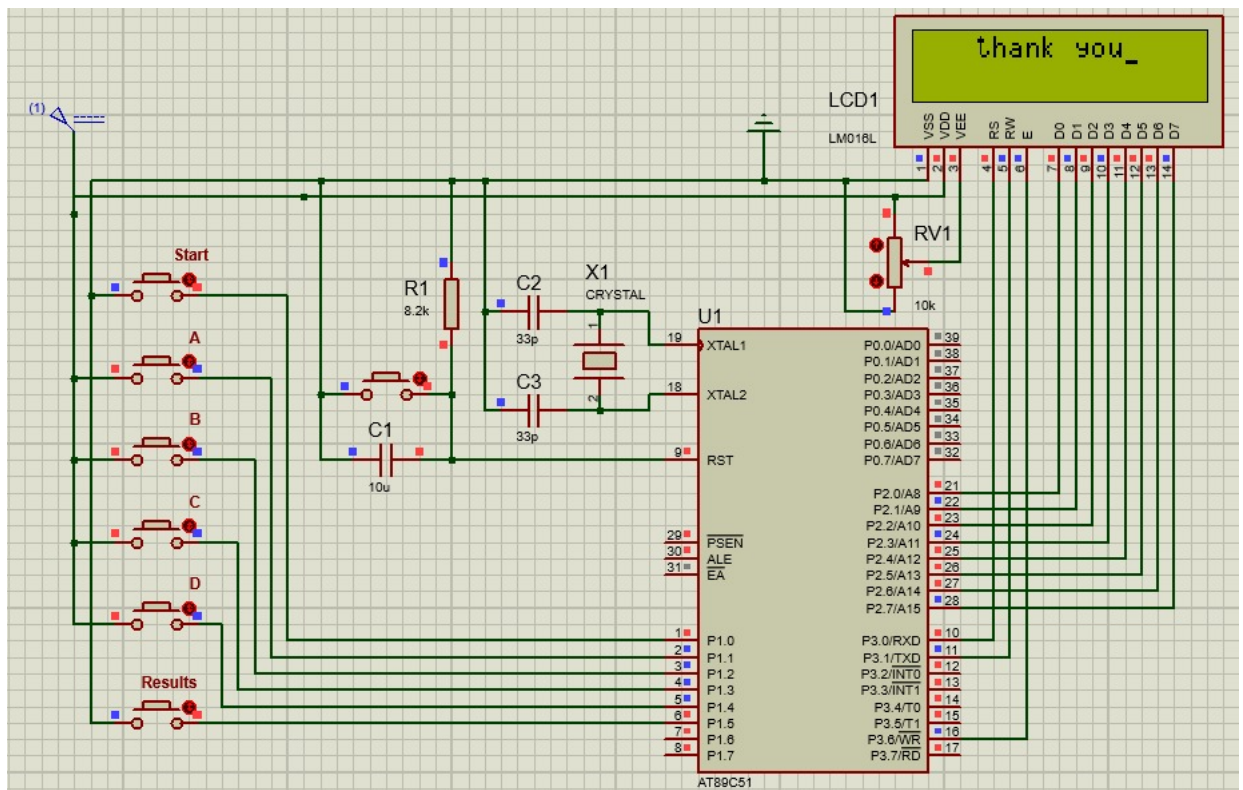 thank you_
LCD1
LM016L
VSS
VDD
VEE
RS
RW
E
D0
D1
D2
D3
D4
D5
D6
D7
1
2
3
4
5
6
7
8
9
10
11
12
13
14
(1)
RV1
10k
Start
A
B
C
D
Results
R1
8.2k
C1
10u
C2
33p
C3
33p
X1
CRYSTAL
1
2
U1
19 XTAL1
18 XTAL2
9 RST
29 PSEN
30 ALE
31 EA
1 P1.0
2 P1.1
3 P1.2
4 P1.3
5 P1.4
6 P1.5
7 P1.6
8 P1.7
P0.0/AD0 39
P0.1/AD1 38
P0.2/AD2 37
P0.3/AD3 36
P0.4/AD4 35
P0.5/AD5 34
P0.6/AD6 33
P0.7/AD7 32
P2.0/A8 21
P2.1/A9 22
P2.2/A10 23
P2.3/A11 24
P2.4/A12 25
P2.5/A13 26
P2.6/A14 27
P2.7/A15 28
P3.0/RXD 10
P3.1/TXD 11
P3.2/INT0 12
P3.3/INT1 13
P3.4/T0 14
P3.5/T1 15
P3.6/WR 16
P3.7/RD 17
AT89C51